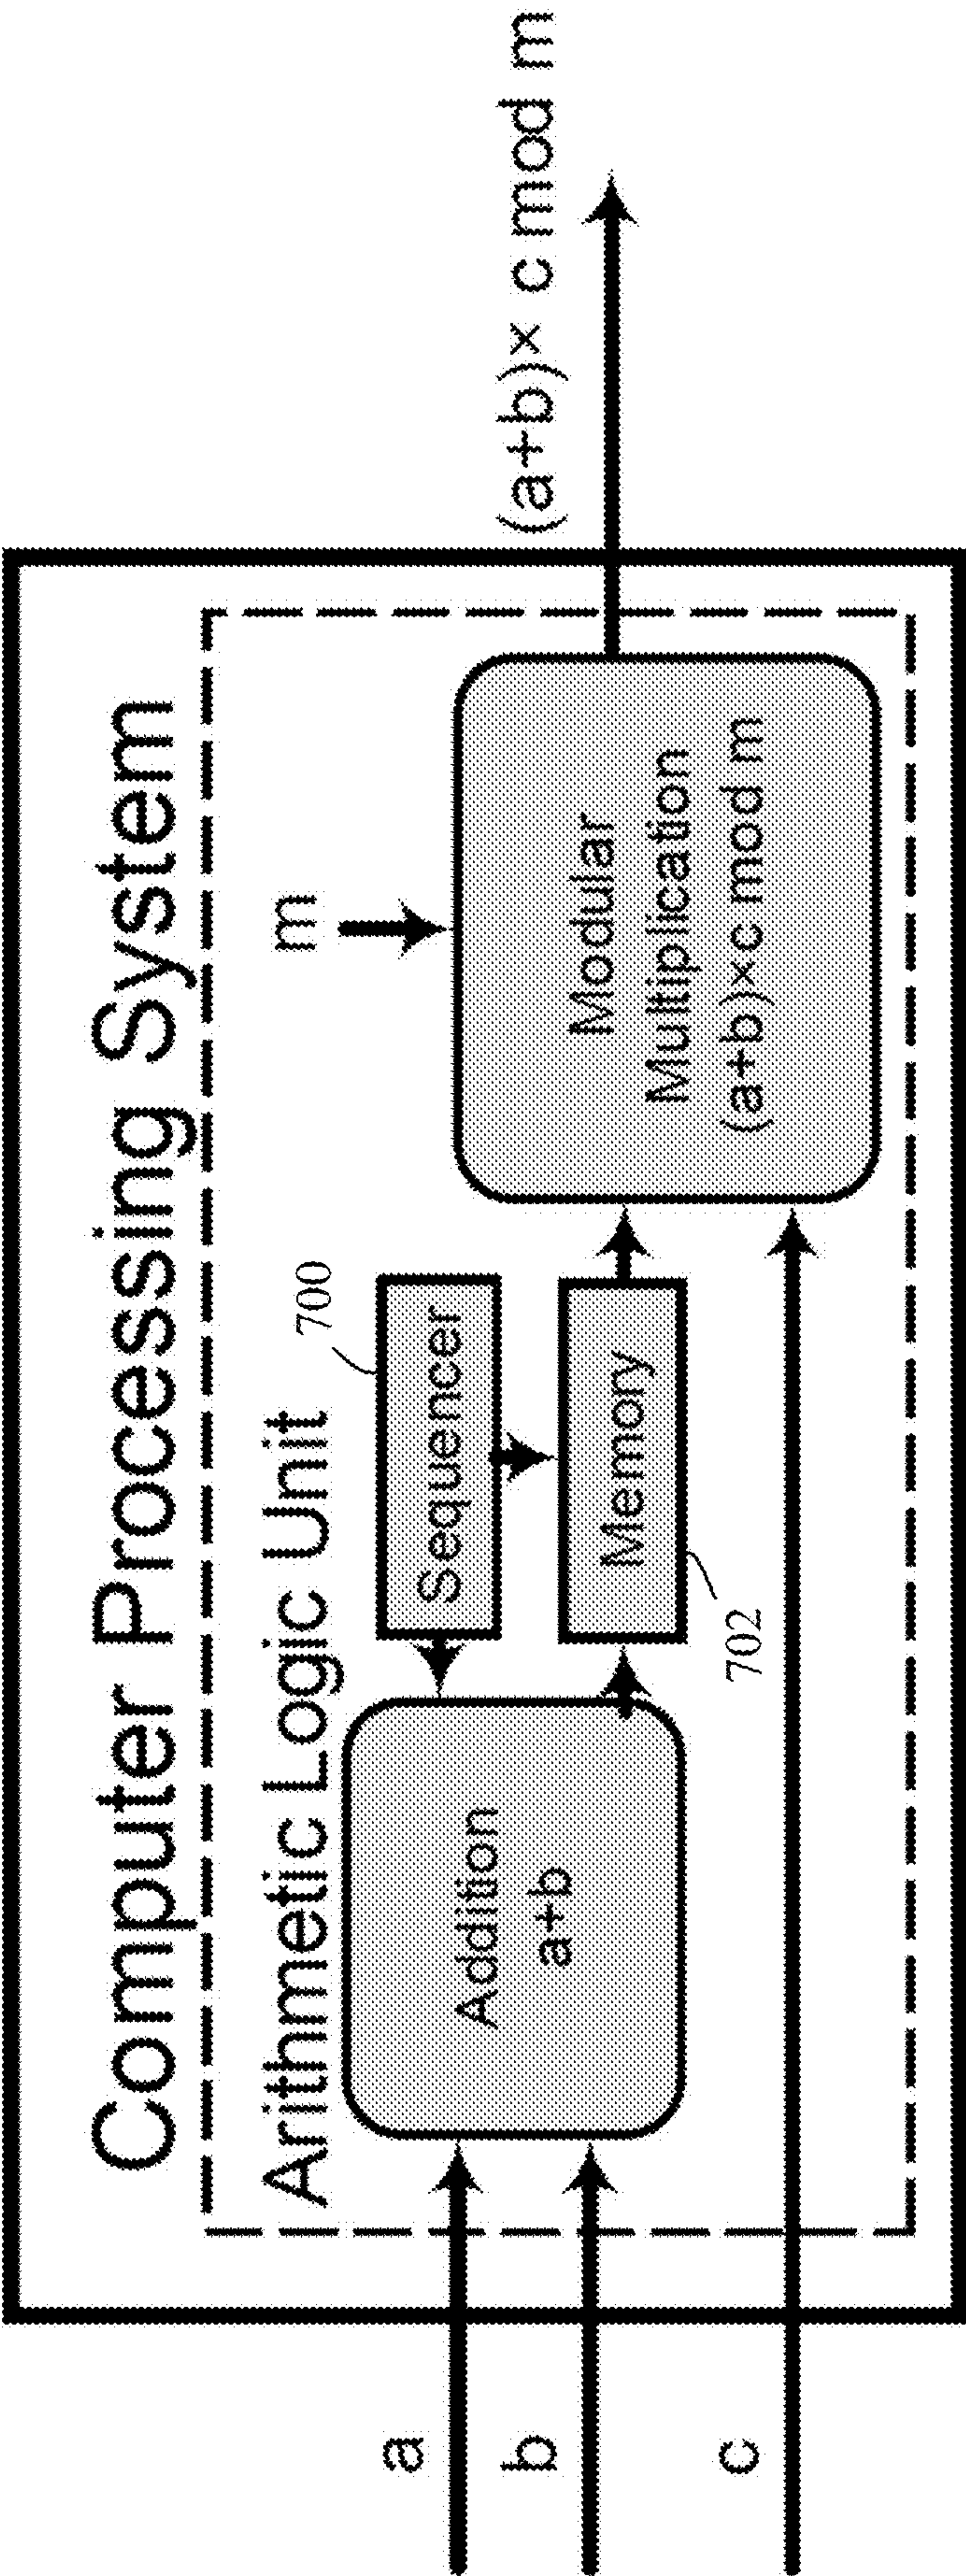 Computer Processing System
Arithmetic Logic Unit
a
b
c
Addition
a+b
Sequencer
700
Memory
702
m
Modular
Multiplication
(a+b)×c mod m
(a+b)× c mod m